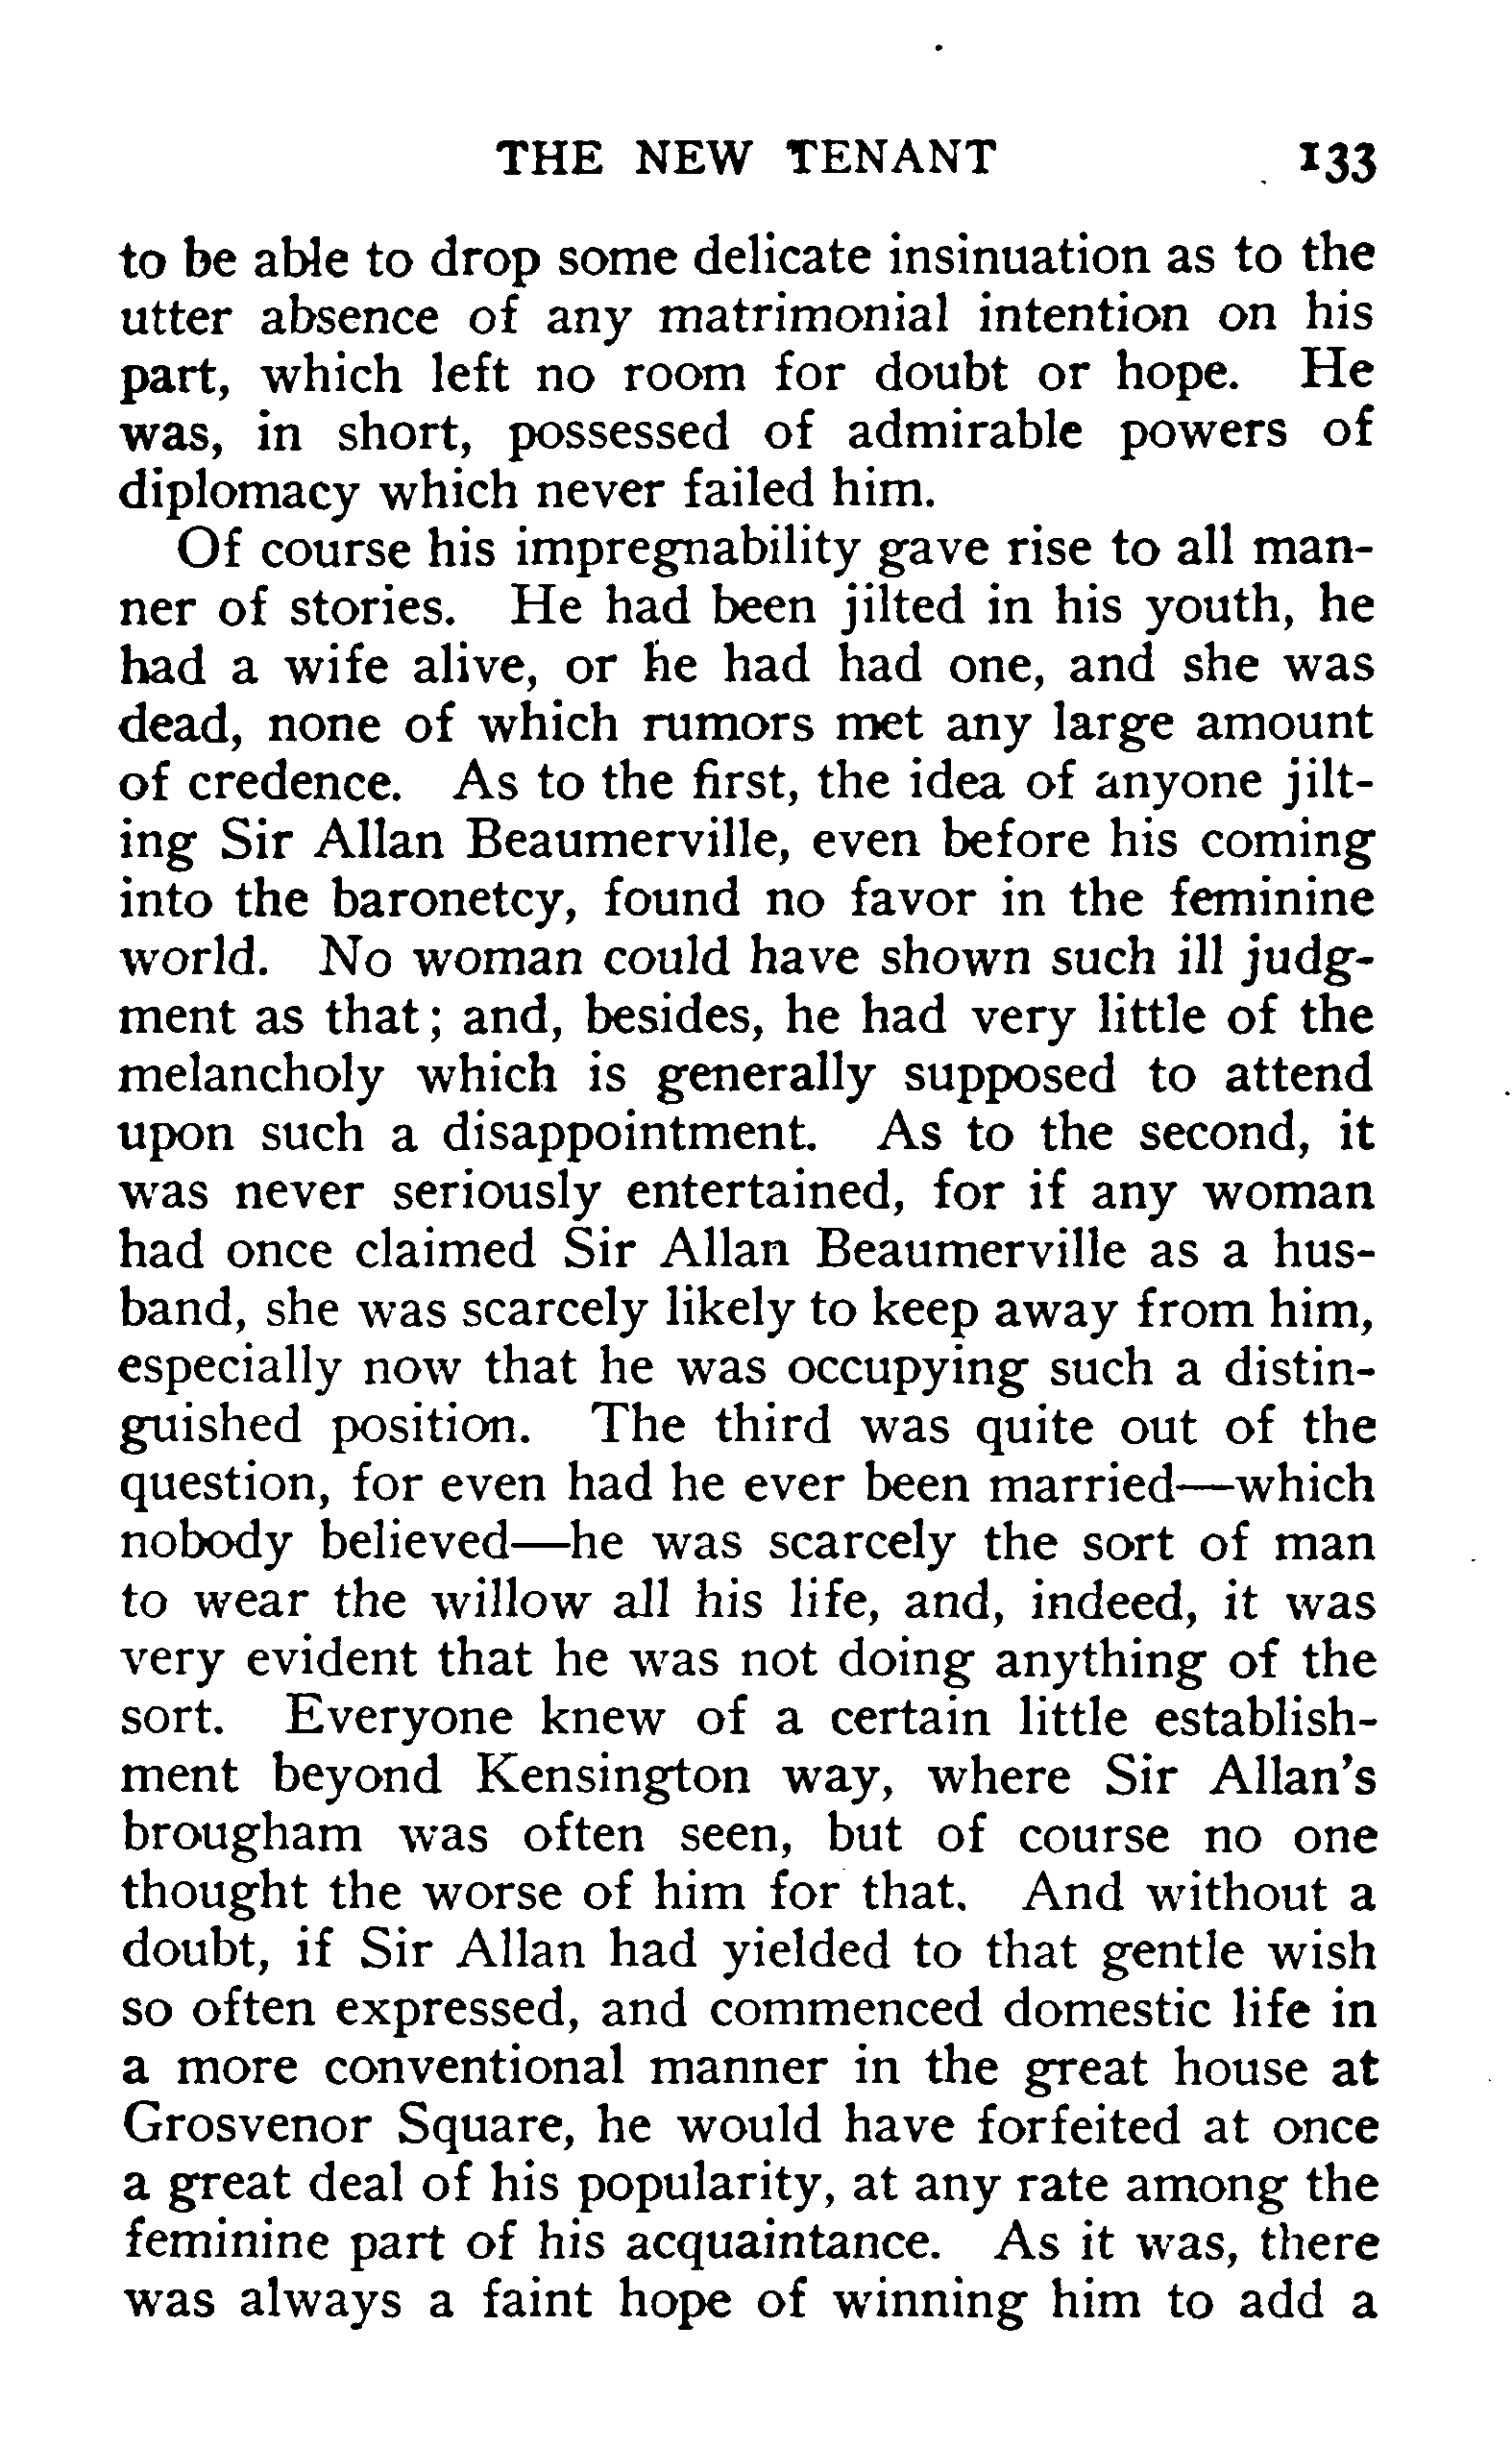 THE NEW TENANT 133
to be able to drop some delicate insinuation as to the
utter absence of any matrimonial intention on his
part, which left no room for doubt or hope. He
was, in short, possessed of admirable powers of
diplomacy which never failed him.
Of course his impregnability gave rise to all man-
ner of stories. He had been jilted in his youth, he
had a wife alive, or he had had one, and she was
dead, none of which rumors met any large amount
of credence. As to the first, the idea of anyone jilt-
ing Sir Allan Beaumerville, even before his coming
into the baronetcy, found no favor in the feminine
world. No woman could have shown such ill judg-
ment as that; and, besides, he had very little of the
melancholy which is generally supposed to attend
upon such a disappointment. As to the second, it
was never seriously entertained, for if any woman
had once claimed Sir Allan Beaumerville as a hus-
band, she was scarcely likely to keep away from him,
especially now that he was occupying such a distin-
guished position. The third was quite out of the
question, for even had he ever been married—which
nobody believed—he was scarcely the sort of man
to wear the willow all his life, and, indeed, it was
very evident that he was not doing anything of the
sort. Everyone knew of a certain little establish-
ment beyond Kensington way, where Sir Allan's
brougham was often seen, but of course no one
thought the worse of him for that. And without a
doubt, if Sir Allan had yielded to that gentle wish
so often expressed, and commenced domestic life in
a more conventional manner in the great house at
Grosvenor Square, he would have forfeited at once
a great deal of his popularity, at any rate among the
feminine part of his acquaintance. As it was, there
was always a faint hope of winning him to add a